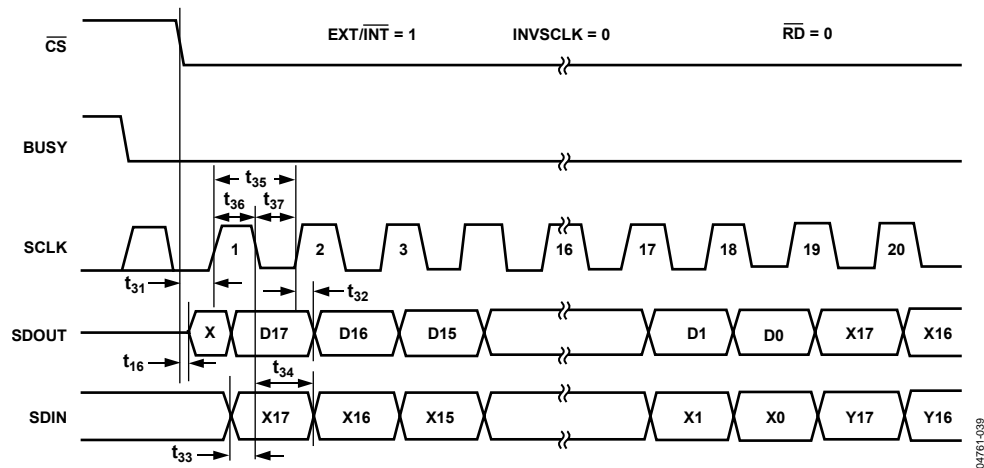 EXT/INT = 1 INVSCLK = 0 RD = 0
CS
BUSY
t35
t36 t37
SCLK 1 2 3 16 17 18 19 20
t31
t32
SDOUT X D17 D16 D15 D1 D0 X17 X16
t16
t34
SDIN X17 X16 X15 X1 X0 Y17 Y16
t33
04761-039